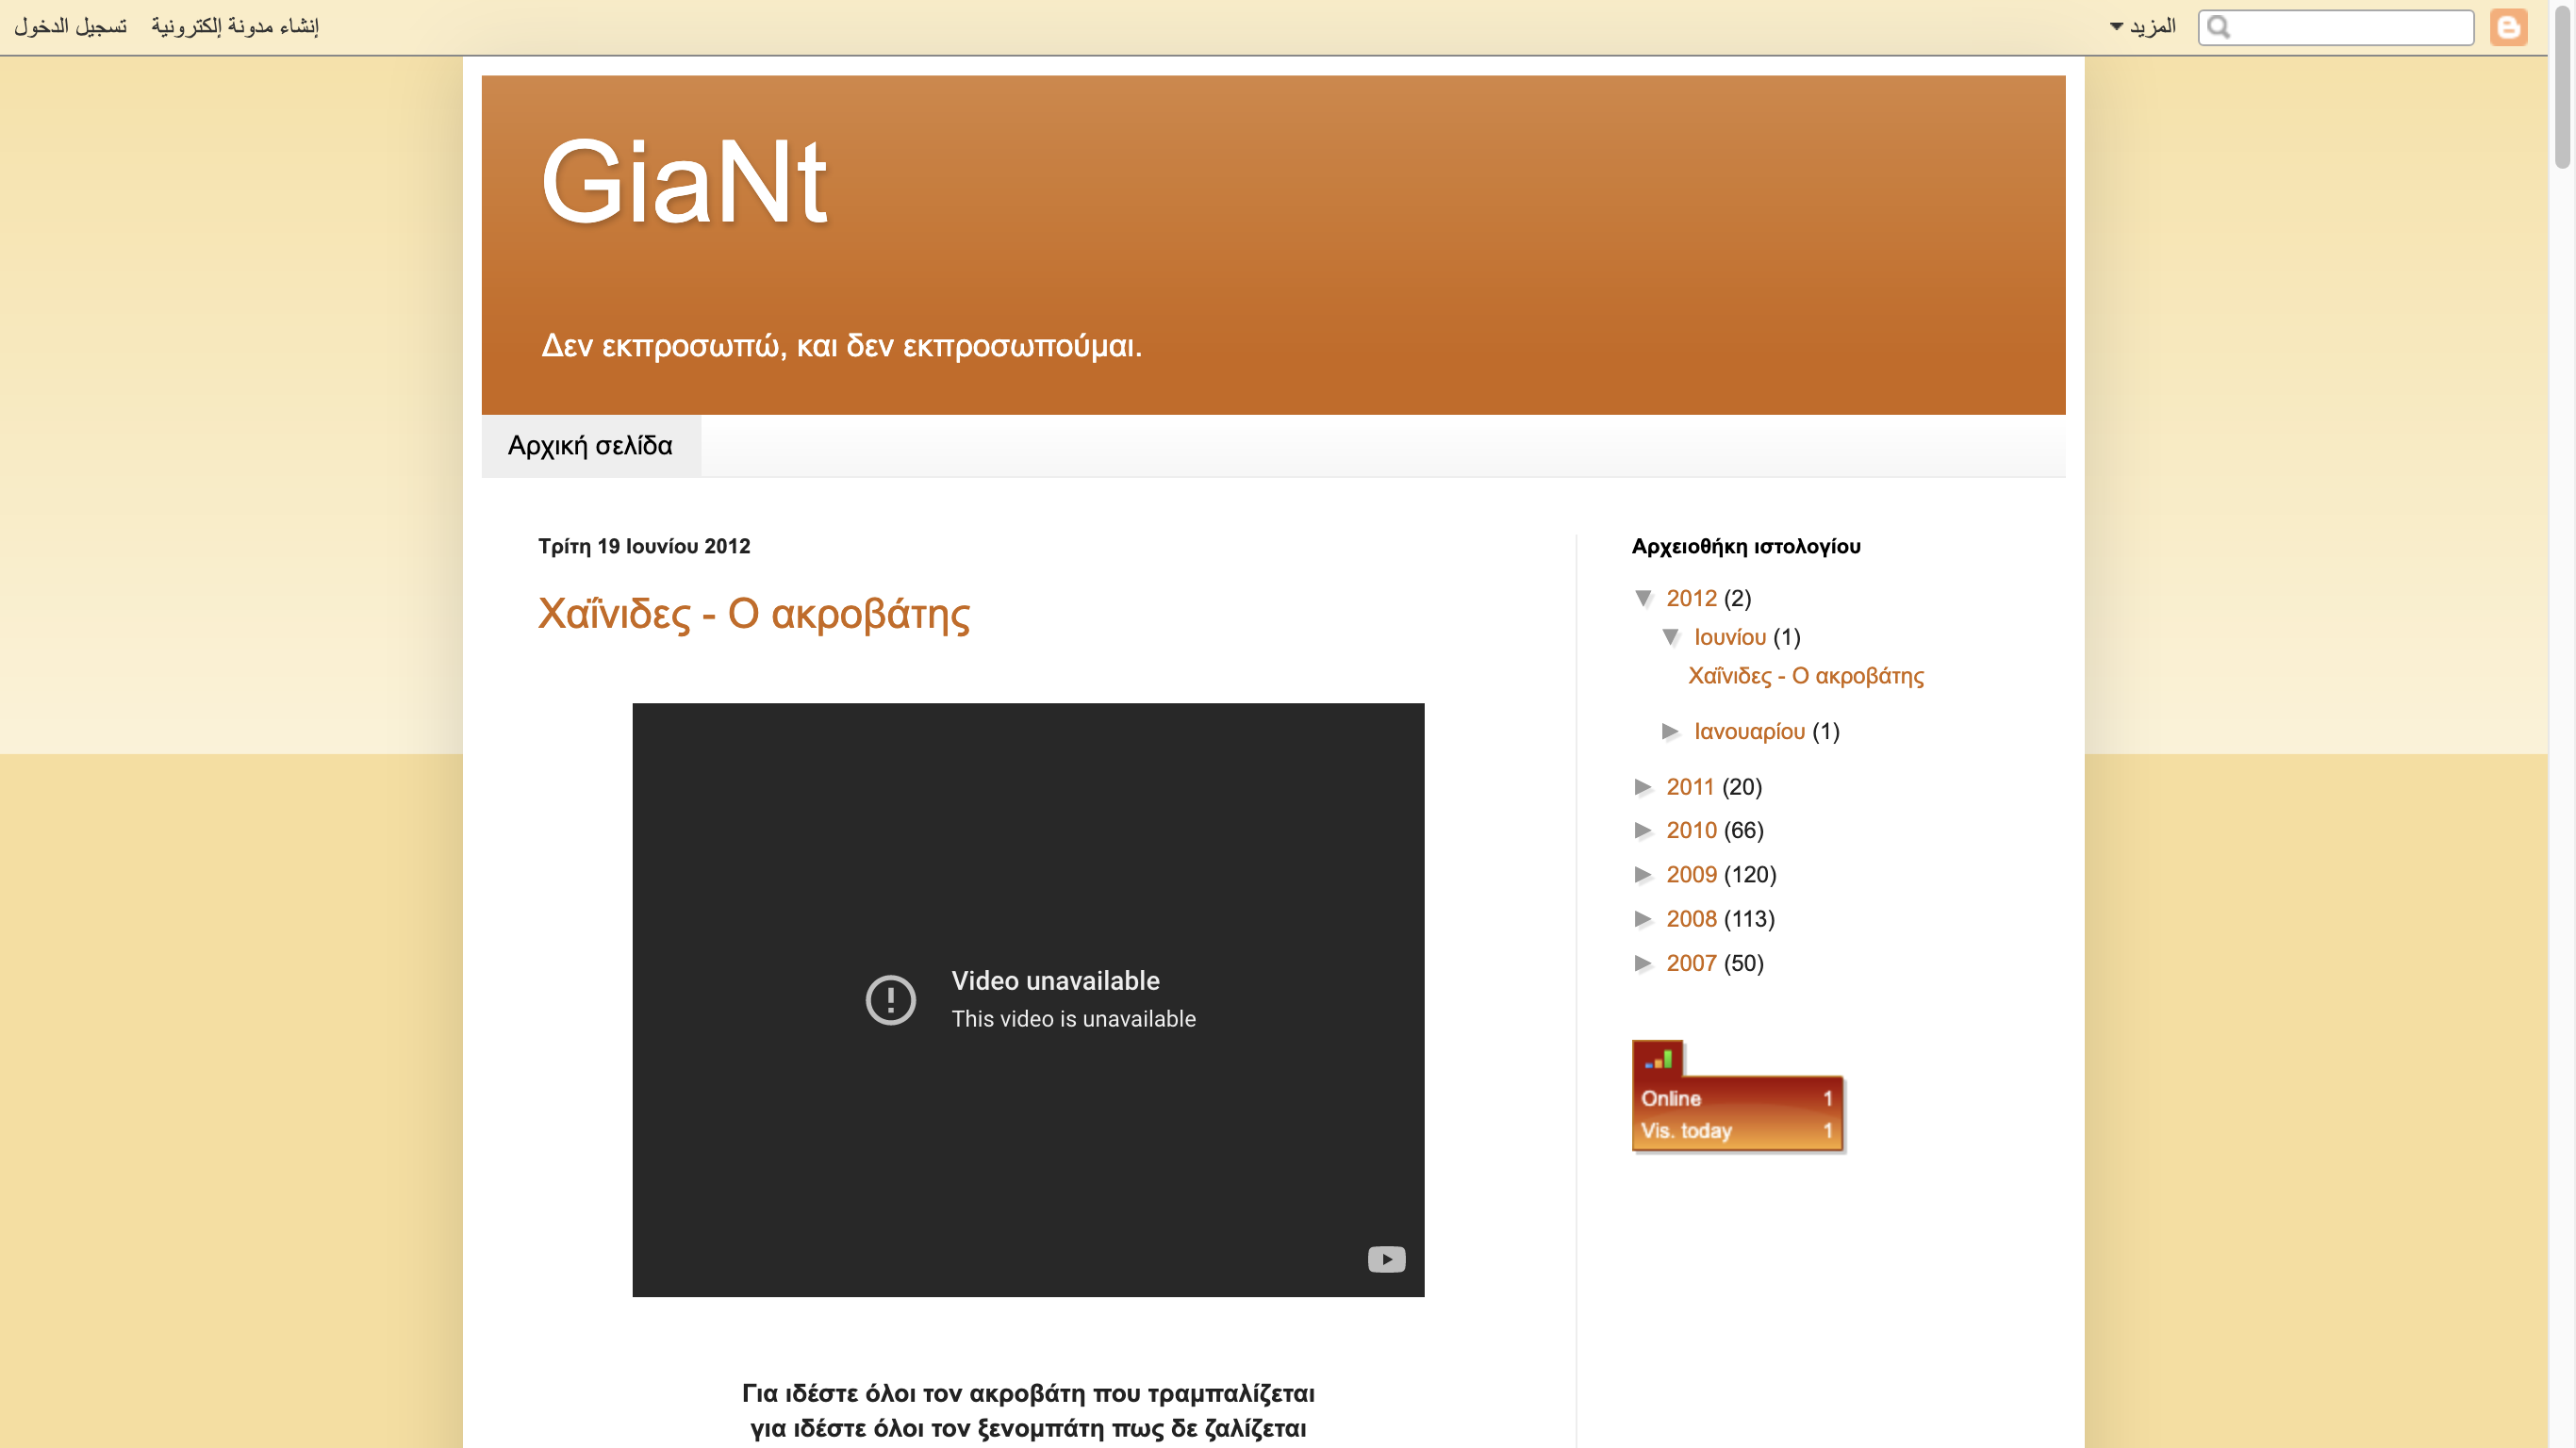 تسجيل الدخول إنشاء مدونة إلكترونية المزيد
GiaNt
Δεν εκπροσωπώ, και δεν εκπροσωπούμαι.
Αρχική σελίδα
Τρίτη 19 Ιουνίου 2012
Χαΐνιδες - Ο ακροβάτης
Video unavailable
This video is unavailable
Για ιδέστε όλοι τον ακροβάτη που τραμπαλίζεται
για ιδέστε όλοι τον ξενομπάτη πως δε ζαλίζεται
Αρχειοθήκη ιστολογίου
▼ 2012 (2)
▼ Ιουνίου (1)
Χαΐνιδες - Ο ακροβάτης
► Ιανουαρίου (1)
► 2011 (20)
► 2010 (66)
► 2009 (120)
► 2008 (113)
► 2007 (50)
Online 1
Vis. today 1